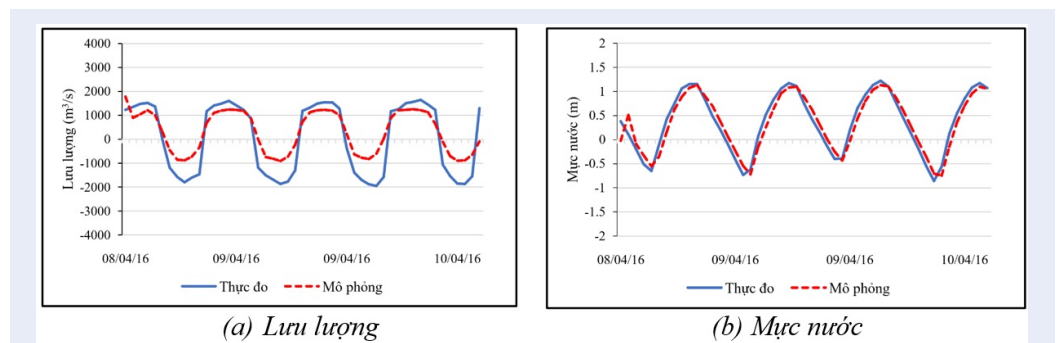 4000
3000
2000
1000
0
-1000
-2000
-3000
-4000
Lưu lượng (m³/s)
08/04/16 09/04/16 09/04/16 10/04/16
Thực đo Mô phỏng
(a) Lưu lượng
2
1.5
1
0.5
0
-0.5
-1
-1.5
-2
Mực nước (m)
08/04/16 09/04/16 09/04/16 10/04/16
Thực đo Mô phỏng
(b) Mực nước